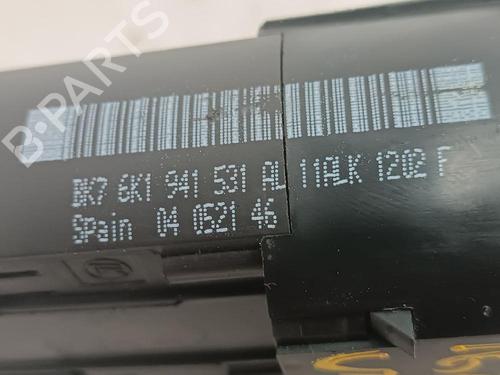 B-PARTS
DK7 6K1 941 531 AL 11ALK 1202 F
Spain 04 0521 46